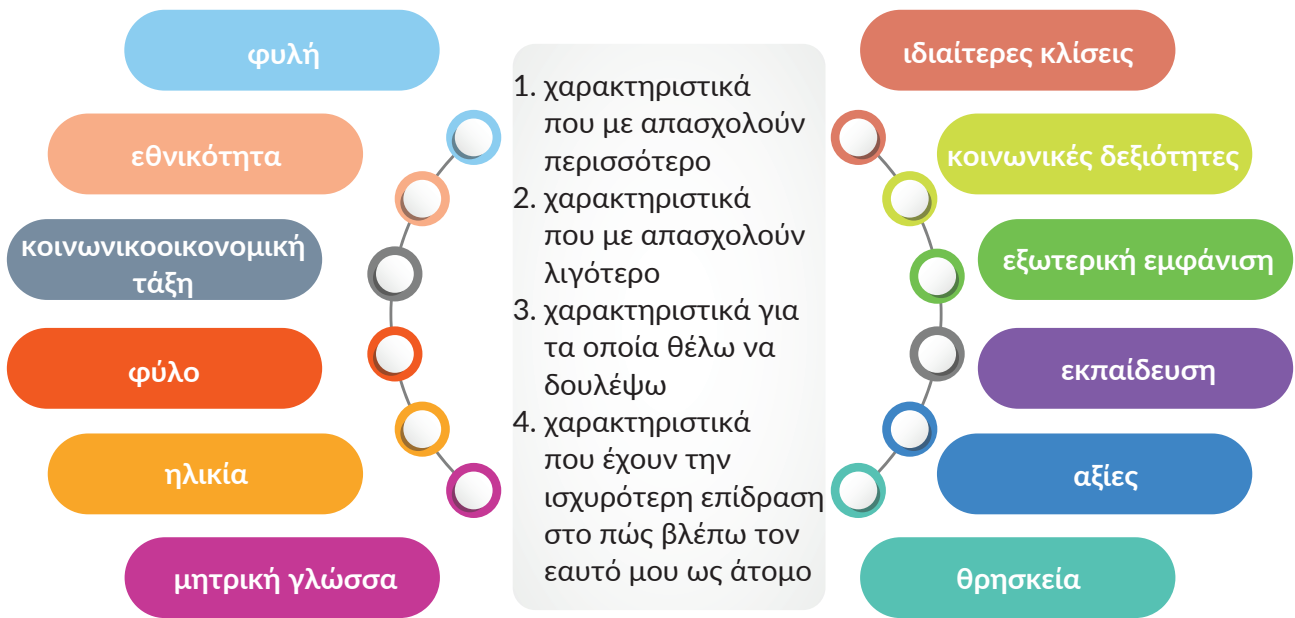 φυλή
εθνικότητα
κοινωνικοοικονομική
τάξη
φύλο
ηλικία
μητρική γλώσσα
1. χαρακτηριστικά
που με απασχολούν
περισσότερο
2. χαρακτηριστικά
που με απασχολούν
λιγότερο
3. χαρακτηριστικά για
τα οποία θέλω να
δουλέψω
4. χαρακτηριστικά
που έχουν την
ισχυρότερη επίδραση
στο πώς βλέπω τον
εαυτό μου ως άτομο
ιδιαίτερες κλίσεις
κοινωνικές δεξιότητες
εξωτερική εμφάνιση
εκπαίδευση
αξίες
θρησκεία